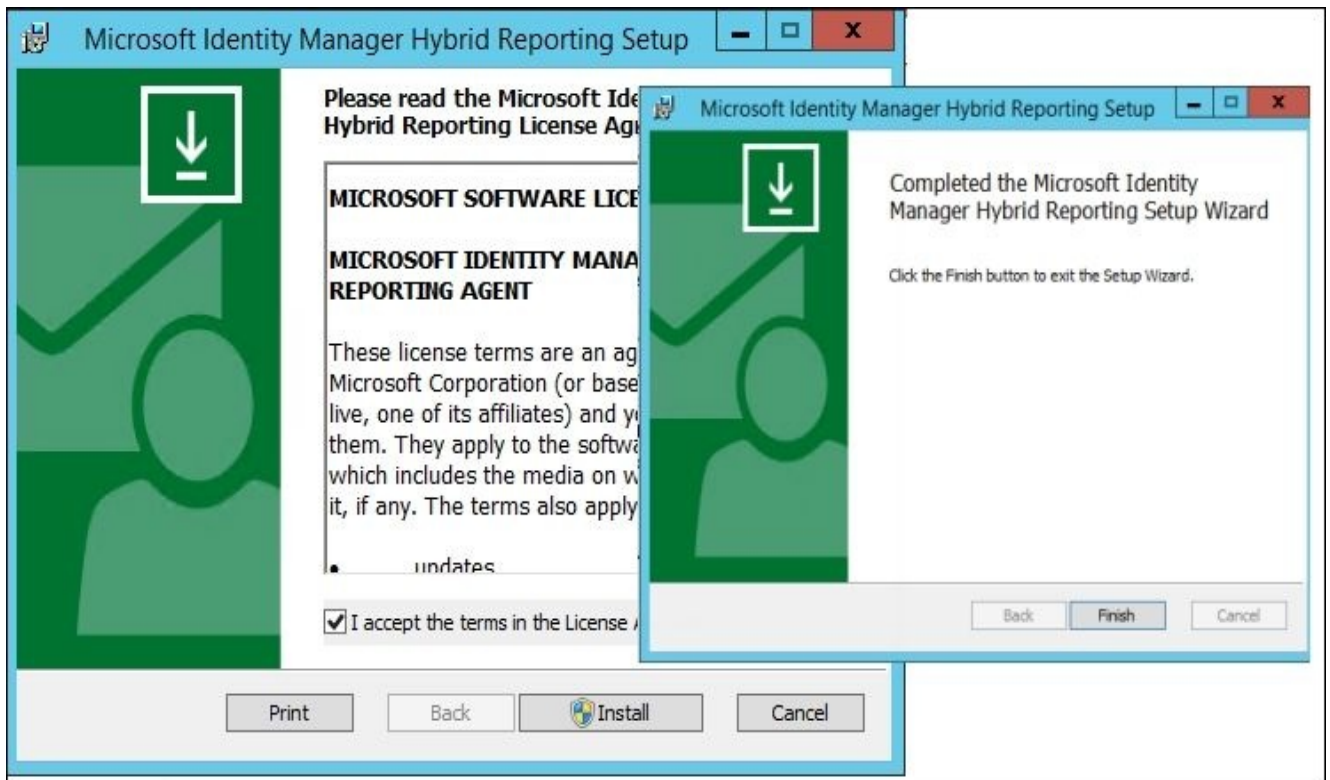 Microsoft Identity Manager Hybrid Reporting Setup
Please read the Microsoft Ide
Hybrid Reporting License Ag
MICROSOFT SOFTWARE LICE
MICROSOFT IDENTITY MANA
REPORTING AGENT
These license terms are an ag
Microsoft Corporation (or base
live, one of its affiliates) and y
them. They apply to the softwa
which includes the media on w
it, if any. The terms also apply
• updates
I accept the terms in the License
Print
Back
Install
Cancel
Microsoft Identity Manager Hybrid Reporting Setup
Completed the Microsoft Identity
Manager Hybrid Reporting Setup Wizard
Click the Finish button to exit the Setup Wizard.
Back
Finish
Cancel